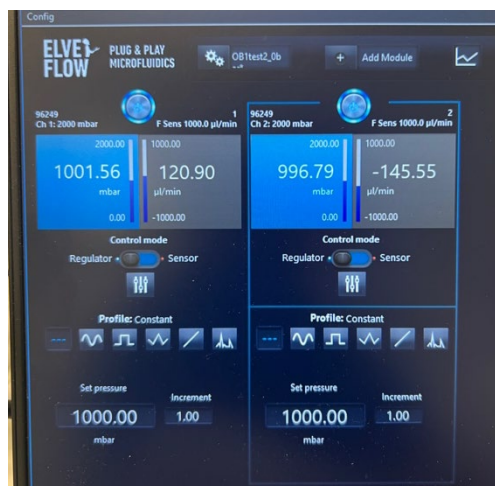 Config
ELVE FLOW PLUG & PLAY MICROFLUIDICS
OB1test2_0b
+ Add Module
96249 1
Ch 1: 2000 mbar F Sens 1000.0 µl/min
2000.00 1000.00
1001.56 120.90
mbar µl/min
0.00 -1000.00
Control mode
Regulator Sensor
Profile: Constant
Set pressure
Increment
1000.00 1.00
mbar
96249 2
Ch 2: 2000 mbar F Sens 1000.0 µl/min
2000.00 1000.00
996.79 -145.55
mbar µl/min
0.00 -1000.00
Control mode
Regulator Sensor
Profile: Constant
Set pressure
Increment
1000.00 1.00
mbar